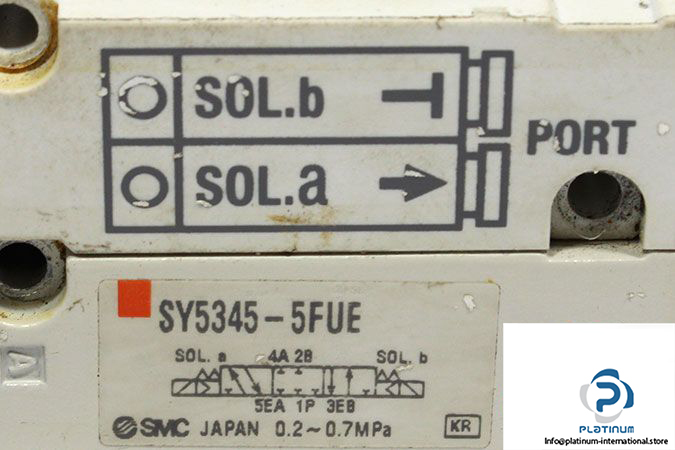 SOL.b
PORT
SOL.a
SY5345-5FUE
SOL. a 4A 2B SOL. b
5EA 1P 3EB
SMC JAPAN 0.2~0.7MPa KR
A
PLATINUM
Info@platinum-international.store